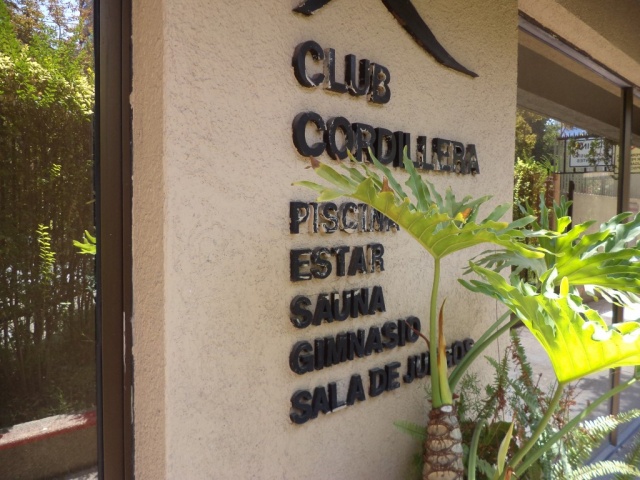 CLUB
CORDILLERA
PISCINA
ESTAR
SAUNA
GIMNASIO
SALA DE JUEGOS